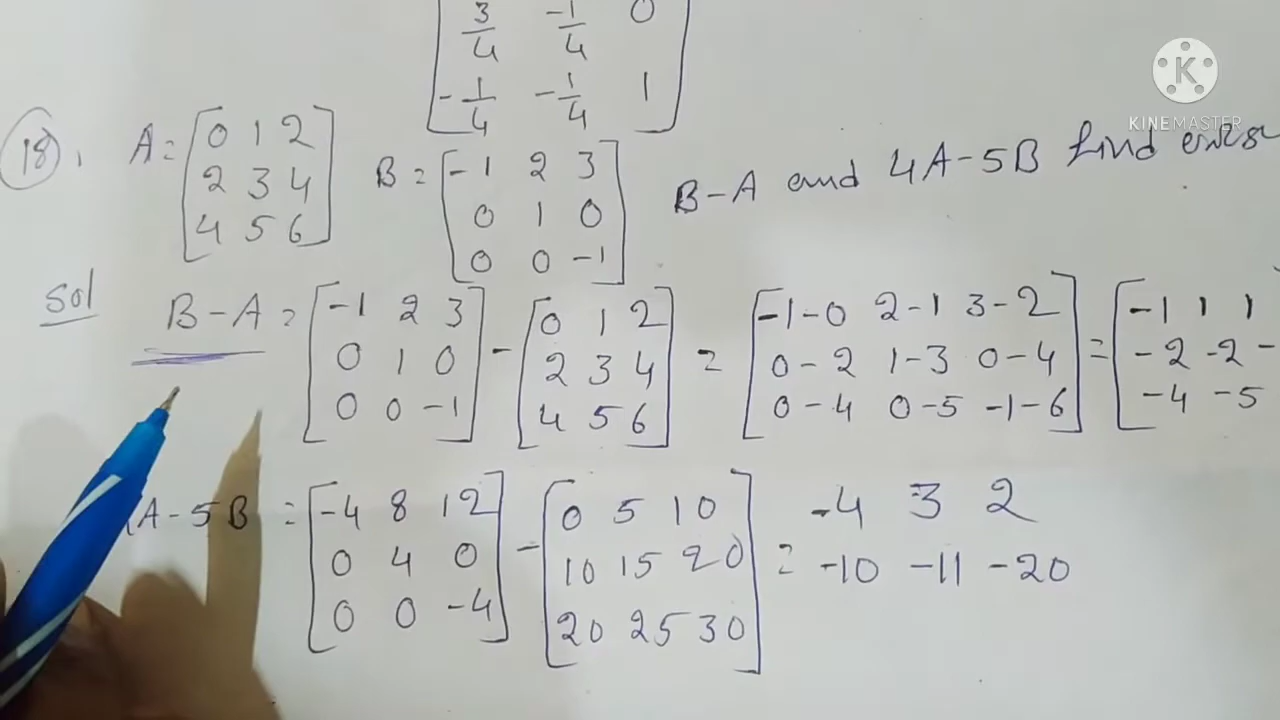 3/4 -1/4 0
-1/4 -1/4 1
KINEMASTER
18, A = [0 1 2 B = [-1 2 3 B-A and 4A-5B find
2 3 4 0 1 0
4 5 6] 0 0 -1]
Sol B-A = [-1 2 3 - [0 1 2 = [-1-0 2-1 3-2 = [-1 1 1
0 1 0 2 3 4 0-2 1-3 0-4 -2 -2 -
0 0 -1] 4 5 6] 0-4 0-5 -1-6] -4 -5
A-5B = [-4 8 12 - [0 5 10 = -4 3 2
0 4 0 10 15 20 -10 -11 -20
0 0 -4] 20 25 30]